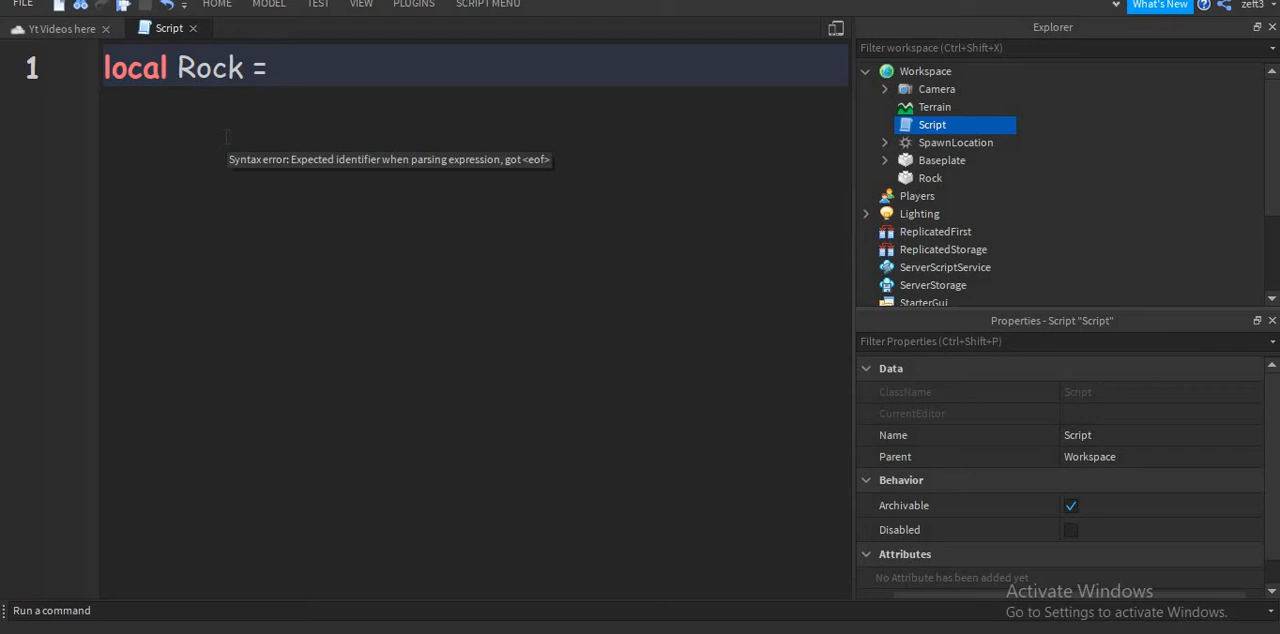 FILE HOME MODEL TEST VIEW PLUGINS SCRIPT MENU What's New zeft3
Yt Videos here Script
1 local Rock =
Syntax error: Expected identifier when parsing expression, got <eof>
Explorer
Filter workspace (Ctrl+Shift+X)
Workspace
Camera
Terrain
Script
SpawnLocation
Baseplate
Rock
Players
Lighting
ReplicatedFirst
ReplicatedStorage
ServerScriptService
ServerStorage
StarterGui
Properties - Script "Script"
Filter Properties (Ctrl+Shift+P)
Data
ClassName Script
CurrentEditor
Name Script
Parent Workspace
Behavior
Archivable
Disabled
Attributes
No Attribute has been added yet
Activate Windows
Go to Settings to activate Windows.
Run a command